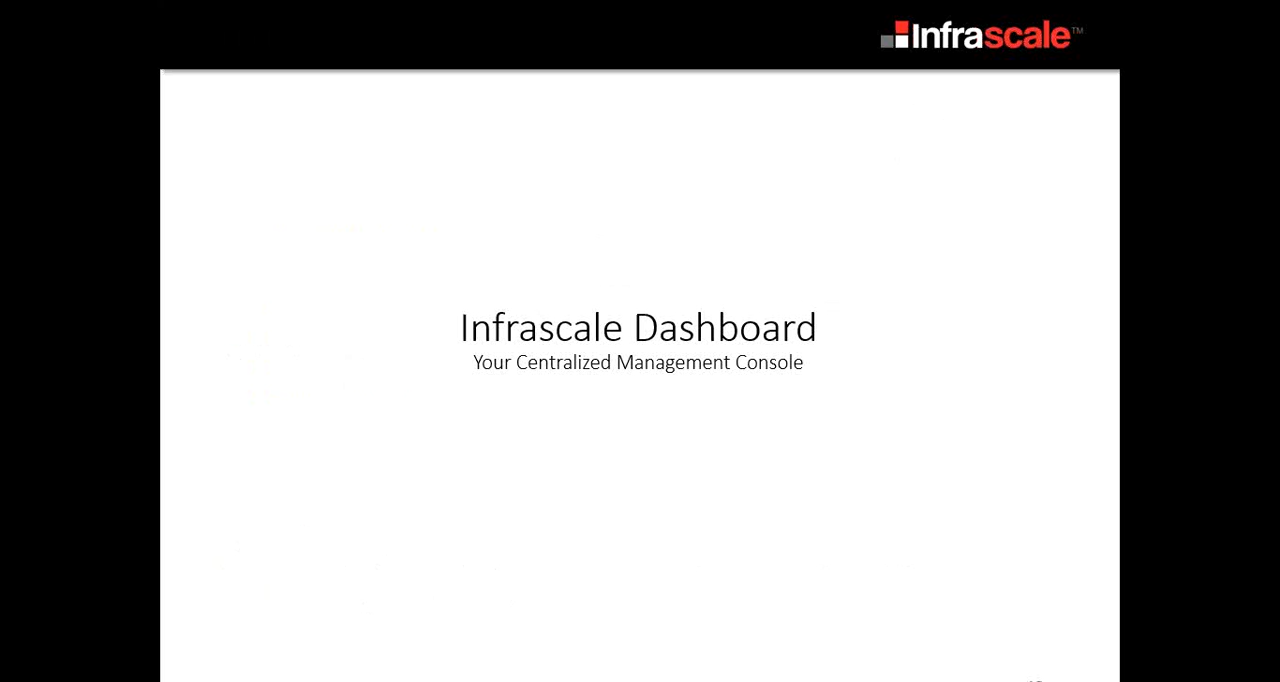 Infrascale™
Infrascale Dashboard
Your Centralized Management Console